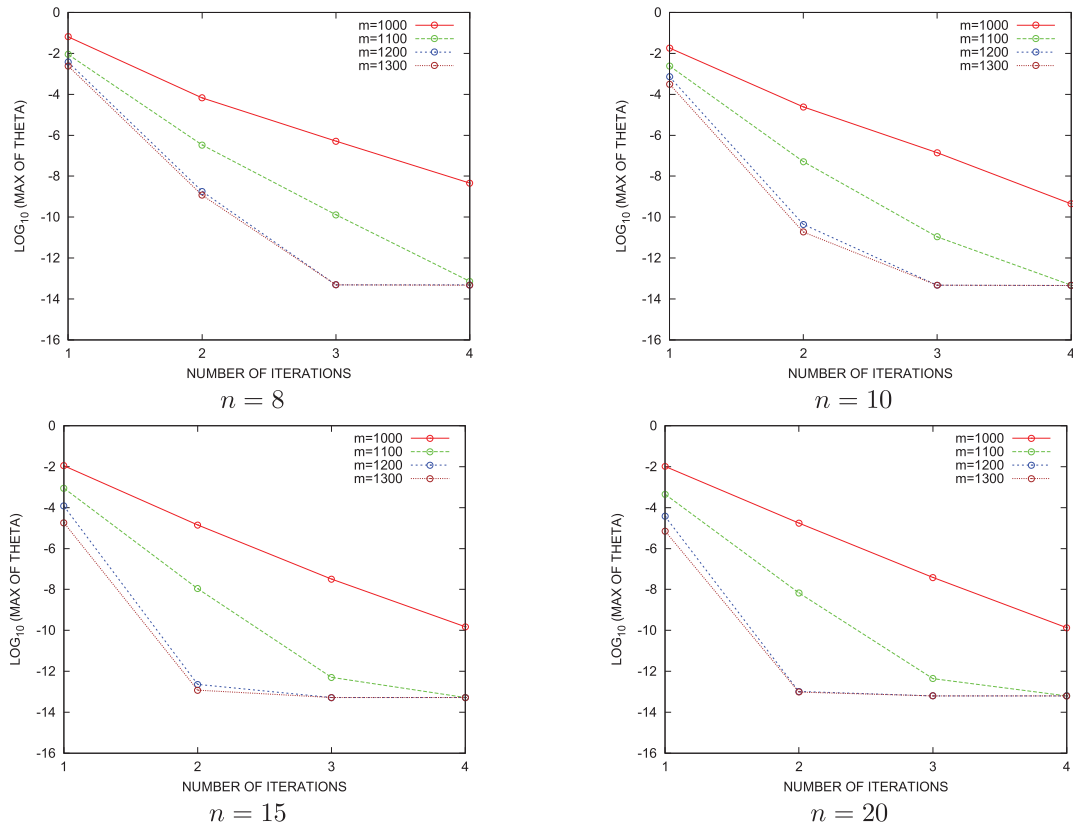 0
-2
-4
-6
-8
-10
-12
-14
-16
LOG10 (MAX OF THETA)
m=1000
m=1100
m=1200
m=1300
1 2 3 4
NUMBER OF ITERATIONS
n = 8
0
-2
-4
-6
-8
-10
-12
-14
-16
LOG10 (MAX OF THETA)
m=1000
m=1100
m=1200
m=1300
1 2 3 4
NUMBER OF ITERATIONS
n = 10
0
-2
-4
-6
-8
-10
-12
-14
-16
LOG10 (MAX OF THETA)
m=1000
m=1100
m=1200
m=1300
1 2 3 4
NUMBER OF ITERATIONS
n = 15
0
-2
-4
-6
-8
-10
-12
-14
-16
LOG10 (MAX OF THETA)
m=1000
m=1100
m=1200
m=1300
1 2 3 4
NUMBER OF ITERATIONS
n = 20